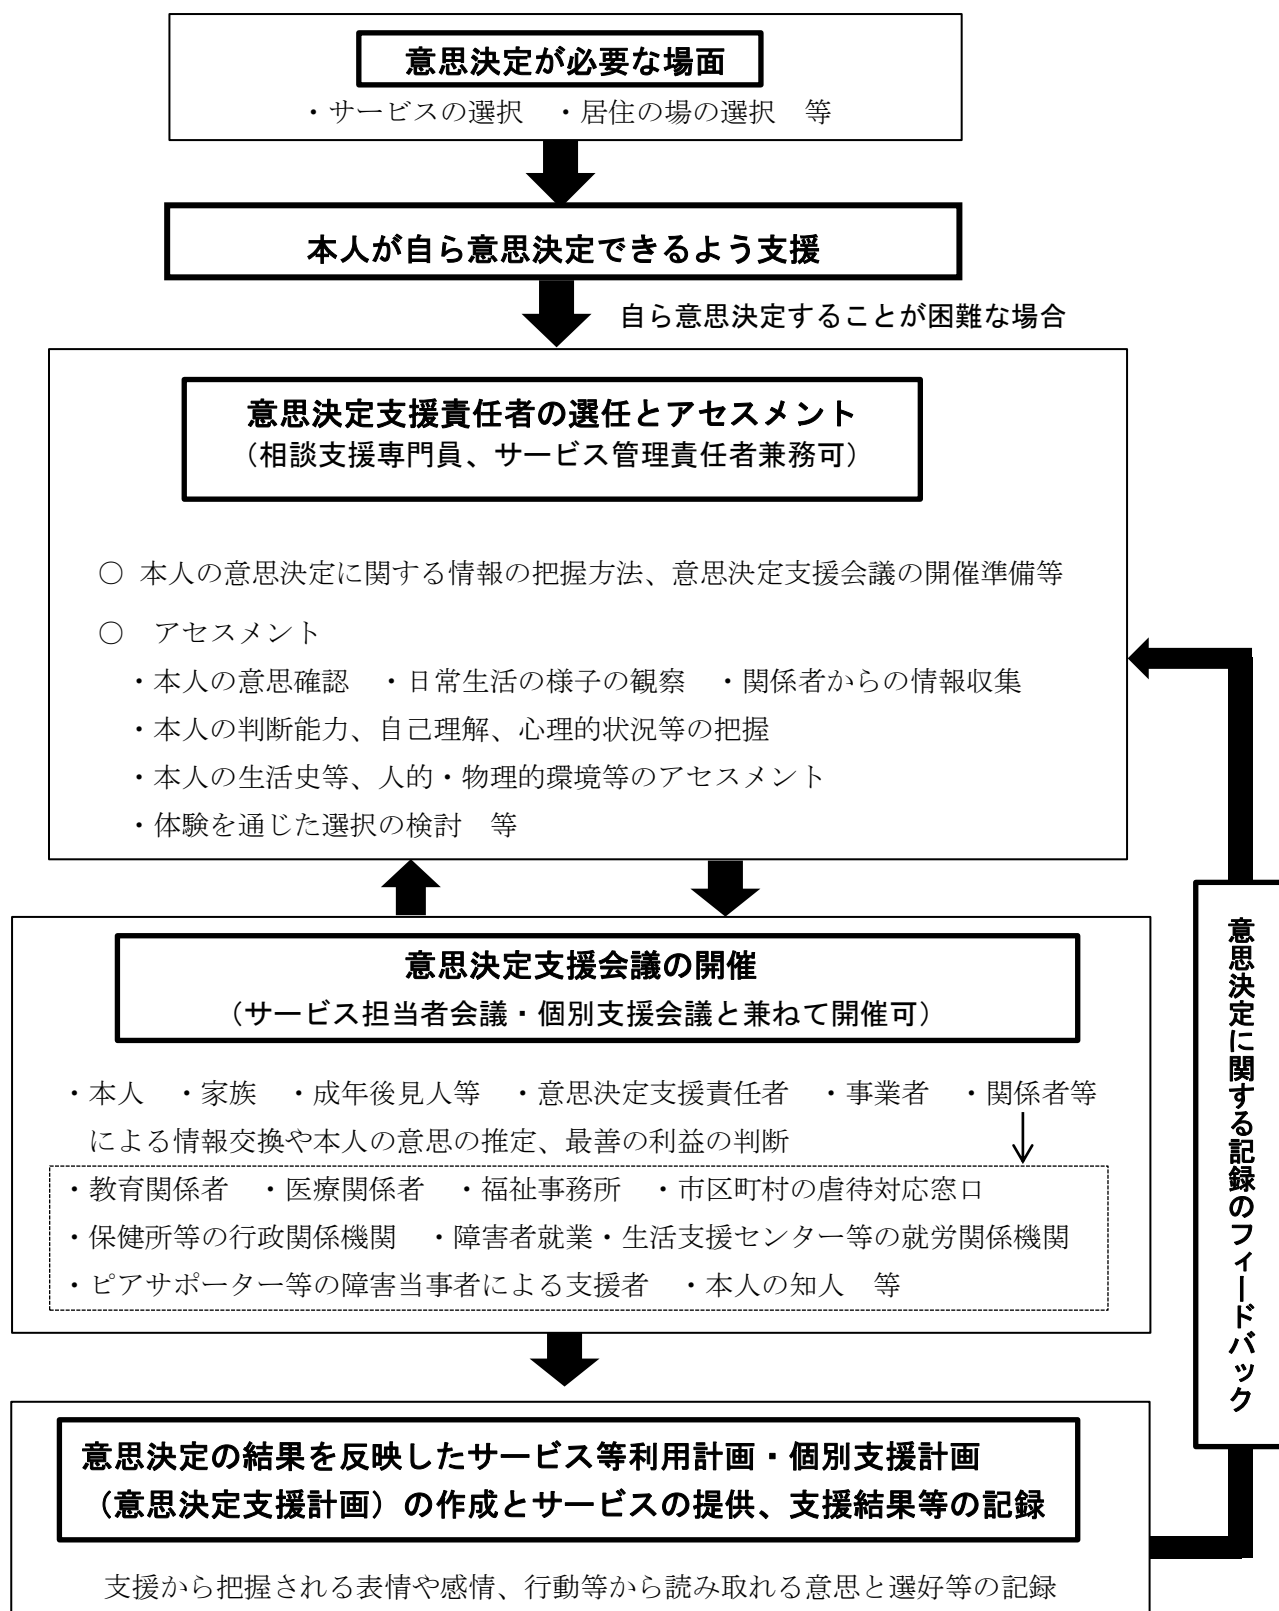 意思決定が必要な場面
・サービスの選択　・居住の場の選択　等
本人が自ら意思決定できるよう支援
自ら意思決定することが困難な場合
意思決定支援責任者の選任とアセスメント
（相談支援専門員、サービス管理責任者兼務可）
○ 本人の意思決定に関する情報の把握方法、意思決定支援会議の開催準備等
○　アセスメント
・本人の意思確認　・日常生活の様子の観察　・関係者からの情報収集
・本人の判断能力、自己理解、心理的状況等の把握
・本人の生活史等、人的・物理的環境等のアセスメント
・体験を通じた選択の検討　等
意思決定支援会議の開催
（サービス担当者会議・個別支援会議と兼ねて開催可）
・本人　・家族　・成年後見人等　・意思決定支援責任者　・事業者　・関係者等
による情報交換や本人の意思の推定、最善の利益の判断
・教育関係者　・医療関係者　・福祉事務所　・市区町村の虐待対応窓口
・保健所等の行政関係機関　・障害者就業・生活支援センター等の就労関係機関
・ピアサポーター等の障害当事者による支援者　・本人の知人　等
意思決定の結果を反映したサービス等利用計画・個別支援計画
（意思決定支援計画）の作成とサービスの提供、支援結果等の記録
支援から把握される表情や感情、行動等から読み取れる意思と選好等の記録
意思決定に関する記録のフィードバック